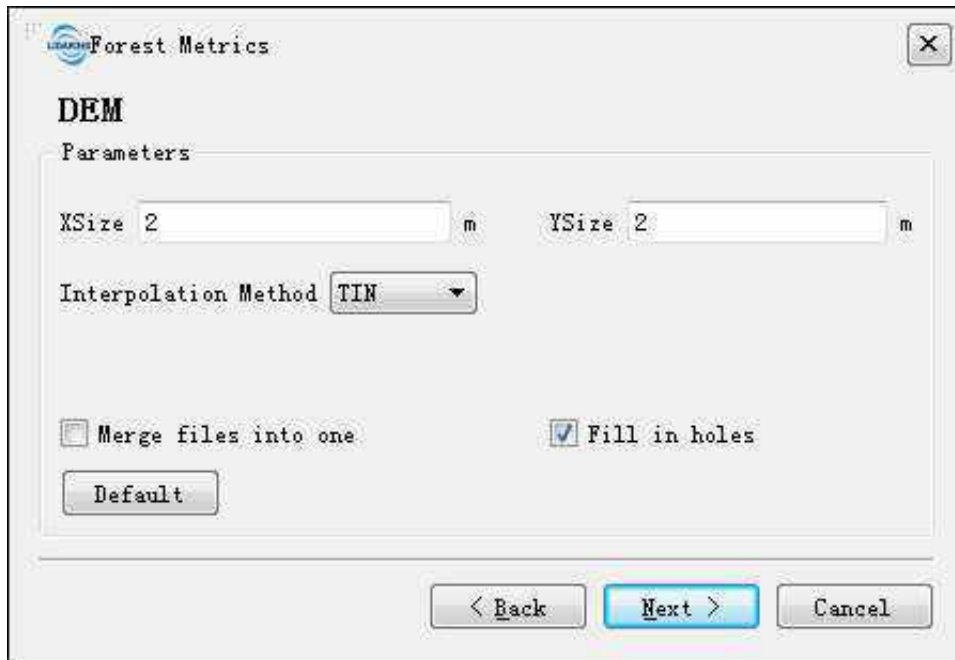 Forest Metrics
DEM
Parameters
XSize 2 m YSize 2 m
Interpolation Method TIN
Merge files into one Fill in holes
Default
< Back Next > Cancel